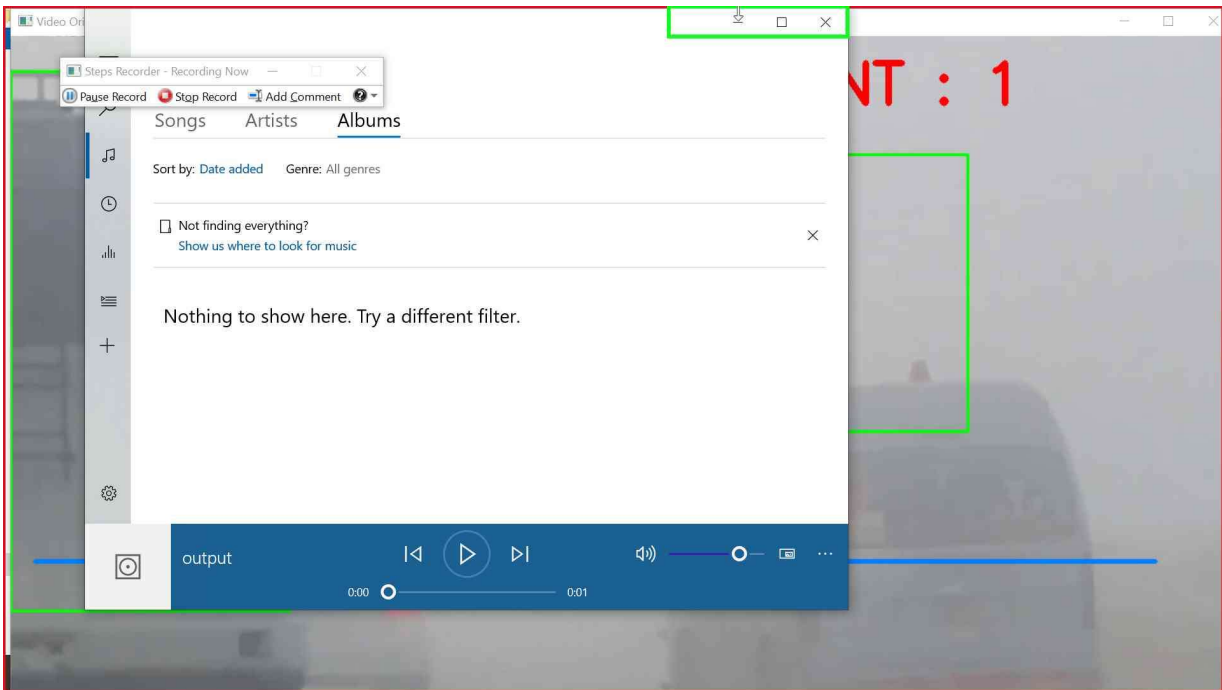 Video Ori
NT : 1
Steps Recorder - Recording Now
Pause Record Stop Record Add Comment
Songs Artists Albums
Sort by: Date added Genre: All genres
Not finding everything?
Show us where to look for music
Nothing to show here. Try a different filter.
output
0:00 0:01